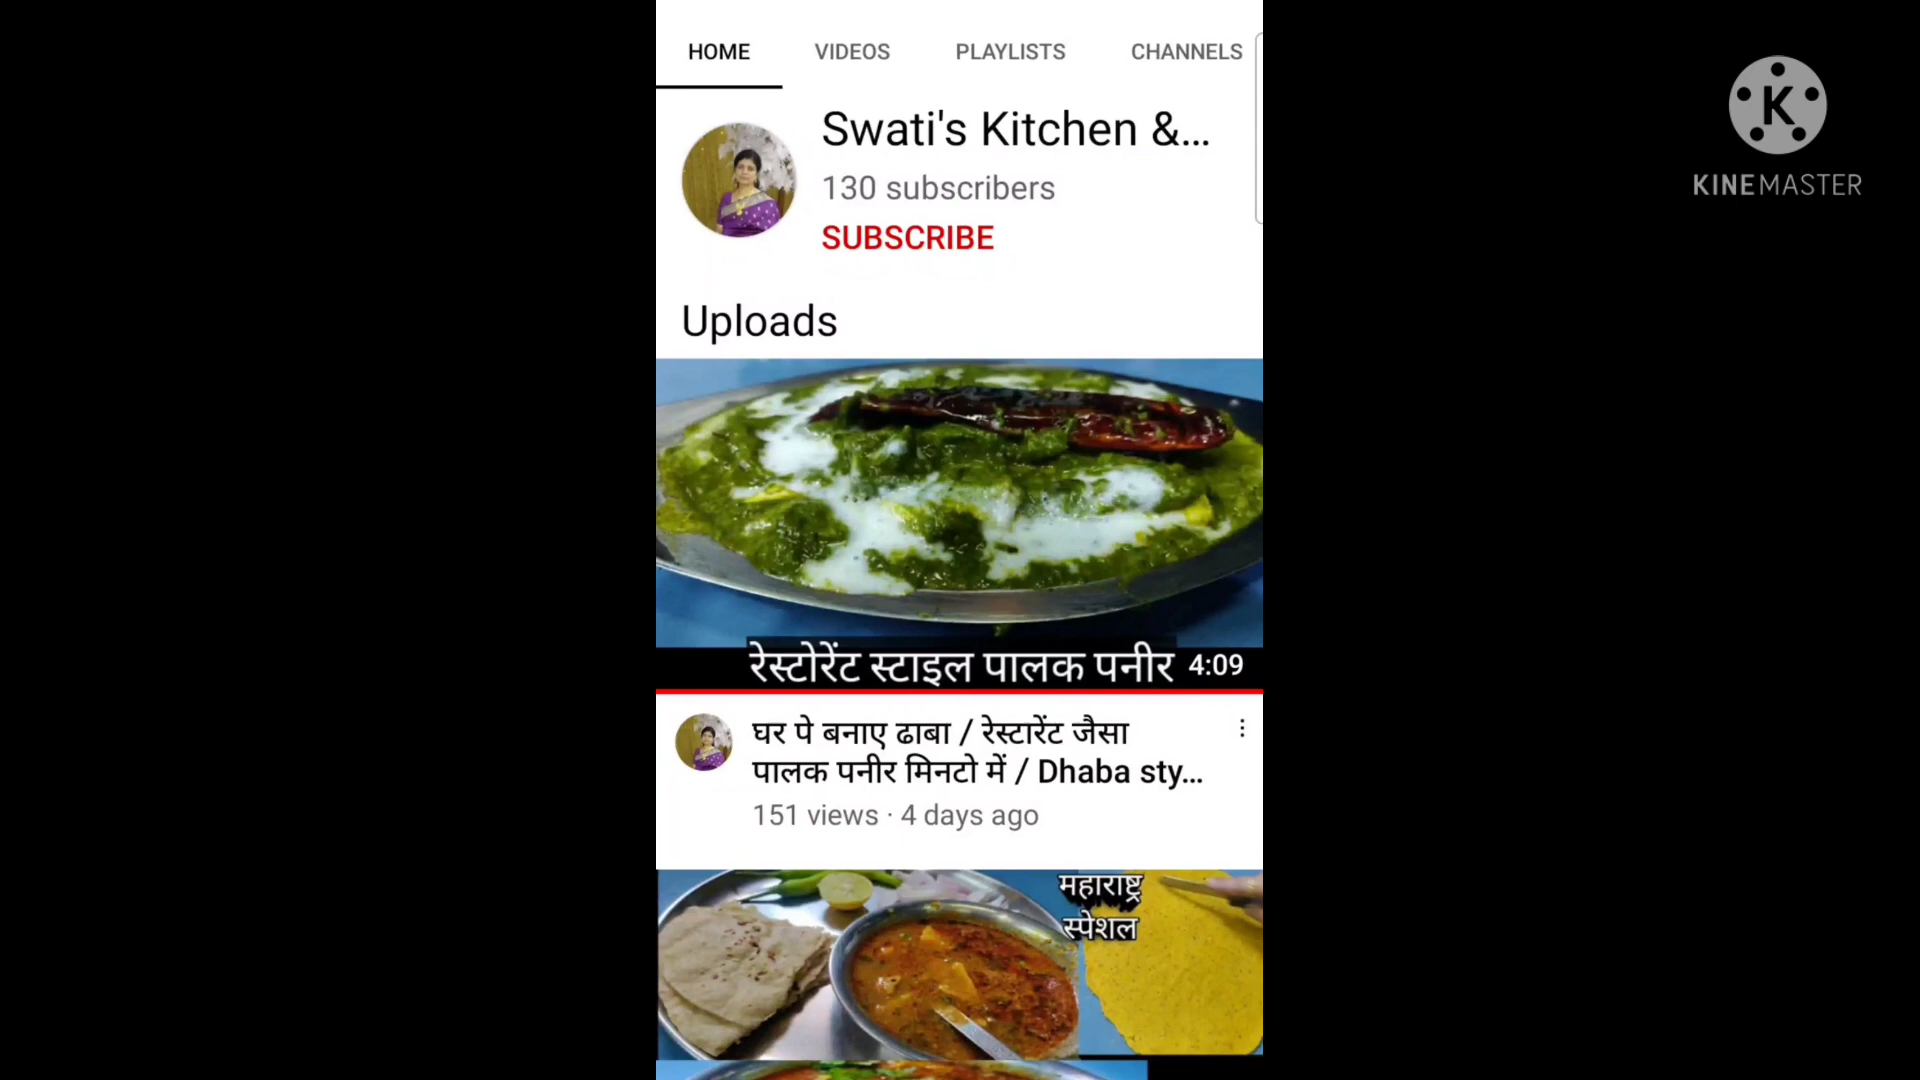 HOME VIDEOS PLAYLISTS CHANNELS
Swati's Kitchen &...
130 subscribers
SUBSCRIBE
Uploads
रेस्टोरेंट स्टाइल पालक पनीर 4:09
घर पे बनाए ढाबा / रेस्टारेंट जैसा
पालक पनीर मिनटो में / Dhaba sty...
151 views · 4 days ago
महाराष्ट्र
स्पेशल
K
KINEMASTER